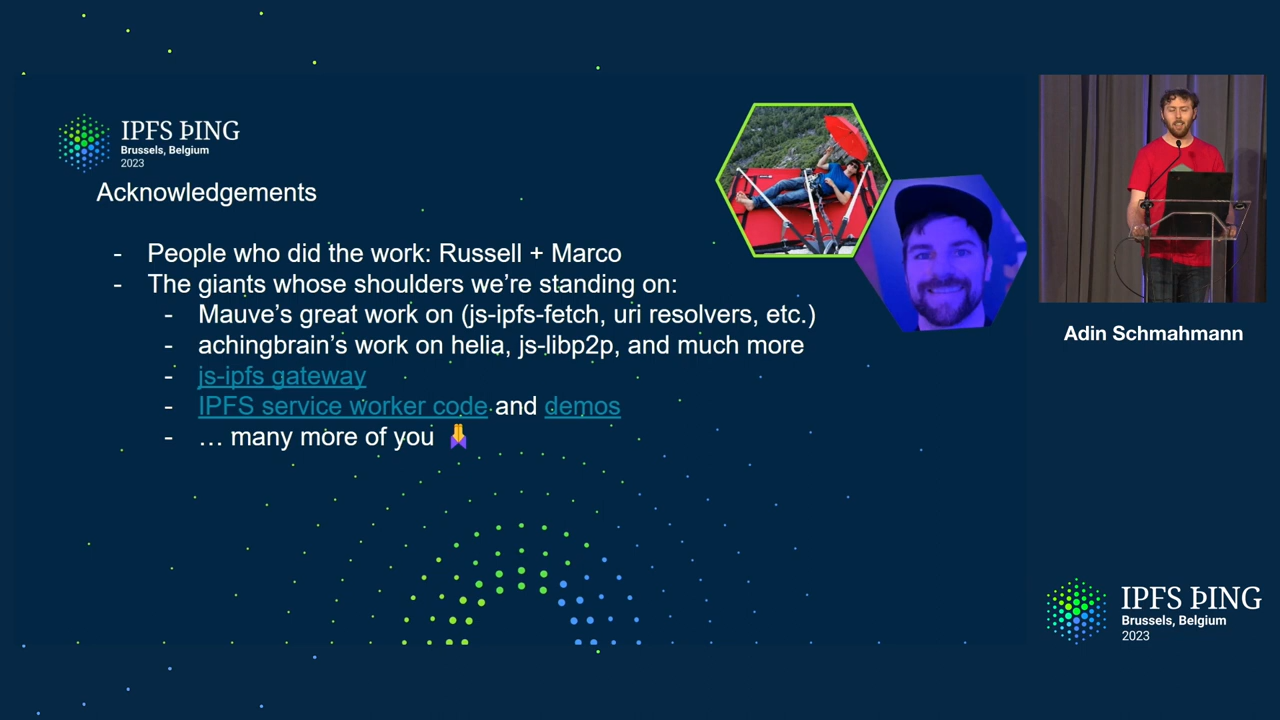 IPFS ÞING
Brussels, Belgium
2023
Acknowledgements
- People who did the work: Russell + Marco
- The giants whose shoulders we're standing on:
- Mauve's great work on (js-ipfs-fetch, uri resolvers, etc.)
- achingbrain's work on helia, js-libp2p, and much more
- js-ipfs gateway
- IPFS service worker code and demos
- … many more of you 🙏
Adin Schmahmann
IPFS ÞING
Brussels, Belgium
2023